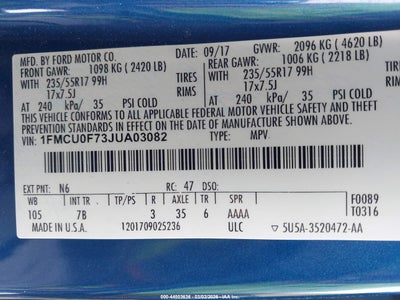 MFD. BY FORD MOTOR CO.
09/17 GVWR: 2096 KG ( 4620 LB)
FRONT GAWR: 1098 KG ( 2420 LB) REAR GAWR: 1006 KG ( 2218 LB)
235/55R17 99H TIRES 235/55R17 99H
17x7.5J RIMS 17x7.5J
AT 240 kPa/ 35 PSI COLD AT 240 kPa/ 35 PSI COLD
THIS VEHICLE CONFORMS TO ALL APPLICABLE FEDERAL MOTOR VEHICLE SAFETY AND THEFT
PREVENTION STANDARDS IN EFFECT ON THE DATE OF MANUFACTURE SHOWN ABOVE.
VIN: 1FMCU0F73JUA03082 TYPE: MPV
EXT PNT: N6 RC: 47 DSO:
WB INT TR TP/PS R AXLE TR SPR
105 7B 3 35 6 AAAA
F0089
T0316
MADE IN U.S.A. 1201709025236 ULC 5U5A-3520472-AA